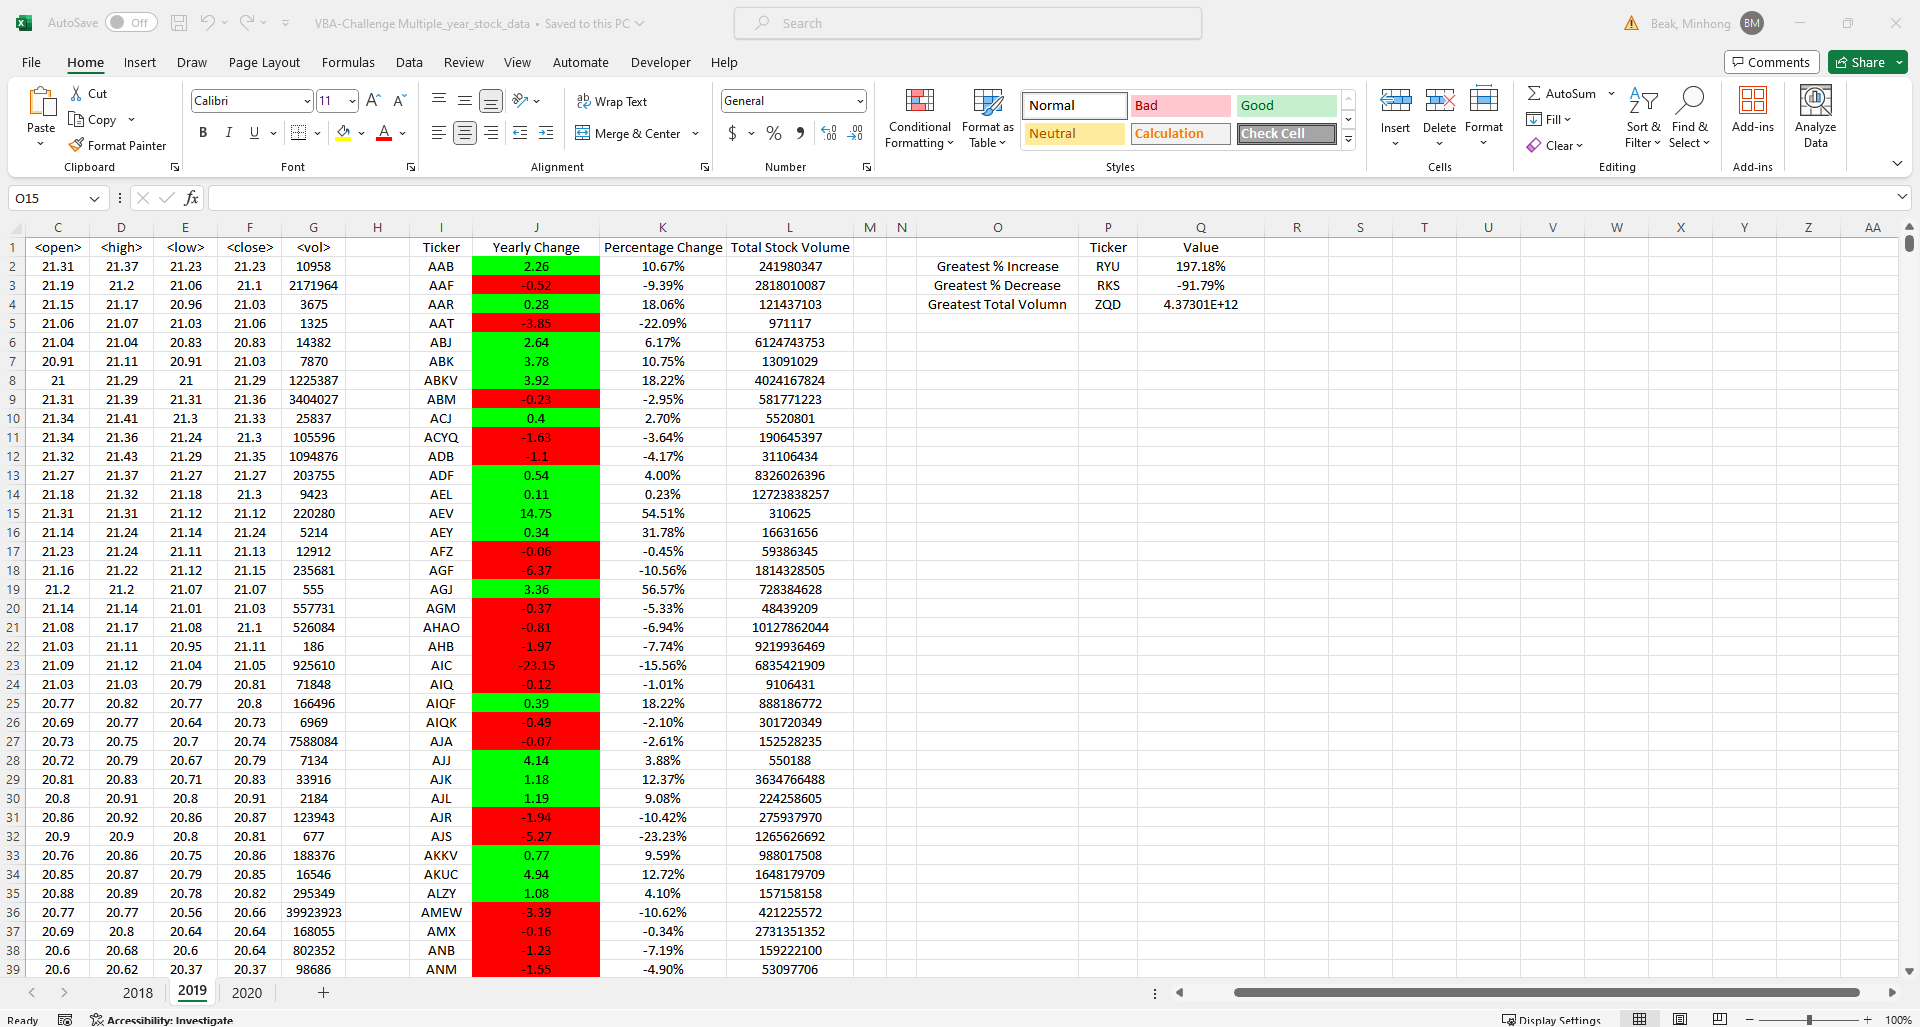 AutoSave Off VBA-Challenge Multiple_year_stock_data • Saved to this PC Search Beak, Minhong BM
File Home Insert Draw Page Layout Formulas Data Review View Automate Developer Help Comments Share
Paste Cut Copy Format Painter Clipboard
Calibri 11 B I U A Font
ab Wrap Text Merge & Center Alignment
General $ % Number
Conditional Formatting Format as Table
Normal Bad Good
Neutral Calculation Check Cell
Styles
Insert Delete Format Cells
AutoSum Fill Clear Sort & Filter Find & Select Editing
Add-ins Add-ins
Analyze Data
O15 fx
C D E F G H I J K L M N O P Q R S T U V W X Y Z AA
1 <open> <high> <low> <close> <vol> Ticker Yearly Change Percentage Change Total Stock Volume Ticker Value
2 21.31 21.37 21.23 21.23 10958 AAB 2.26 10.67% 241980347 Greatest % Increase RYU 197.18%
3 21.19 21.2 21.06 21.1 2171964 AAF -0.52 -9.39% 2818010087 Greatest % Decrease RKS -91.79%
4 21.15 21.17 20.96 21.03 3675 AAR 0.28 18.06% 121437103 Greatest Total Volumn ZQD 4.37301E+12
5 21.06 21.07 21.03 21.06 1325 AAT -3.85 -22.09% 971117
6 21.04 21.04 20.83 20.83 14382 ABJ 2.64 6.17% 6124743753
7 20.91 21.11 20.91 21.03 7870 ABK 3.78 10.75% 13091029
8 21 21.29 21 21.29 1225387 ABKV 3.92 18.22% 4024167824
9 21.31 21.39 21.31 21.36 3404027 ABM -0.23 -2.95% 581771223
10 21.34 21.41 21.3 21.33 25837 ACJ 0.4 2.70% 5520801
11 21.34 21.36 21.24 21.3 105596 ACYQ -1.63 -3.64% 190645397
12 21.32 21.43 21.29 21.35 1094876 ADB -1.1 -4.17% 31106434
13 21.27 21.37 21.27 21.27 203755 ADF 0.54 4.00% 8326026396
14 21.18 21.32 21.18 21.3 9423 AEL 0.11 0.23% 12723838257
15 21.31 21.31 21.12 21.12 220280 AEV 14.75 54.51% 310625
16 21.14 21.24 21.14 21.24 5214 AEY 0.34 31.78% 16631656
17 21.23 21.24 21.11 21.13 12912 AFZ -0.06 -0.45% 59386345
18 21.16 21.22 21.12 21.15 235681 AGF -6.37 -10.56% 1814328505
19 21.2 21.2 21.07 21.07 555 AGJ 3.36 56.57% 728384628
20 21.14 21.14 21.01 21.03 557731 AGM -0.37 -5.33% 48439209
21 21.08 21.17 21.08 21.1 526084 AHAO -0.81 -6.94% 10127862044
22 21.03 21.11 20.95 21.11 186 AHB -1.97 -7.74% 9219936469
23 21.09 21.12 21.04 21.05 925610 AIC -23.15 -15.56% 6835421909
24 21.03 21.03 20.79 20.81 71848 AIQ -0.12 -1.01% 9106431
25 20.77 20.82 20.77 20.8 166496 AIQF 0.39 18.22% 888186772
26 20.69 20.77 20.64 20.73 6969 AIQK -0.49 -2.10% 301720349
27 20.73 20.75 20.7 20.74 7588084 AJA -0.07 -2.61% 152528235
28 20.72 20.79 20.67 20.79 7134 AJJ 4.14 3.88% 550188
29 20.81 20.83 20.71 20.83 33916 AJK 1.18 12.37% 3634766488
30 20.8 20.91 20.8 20.91 2184 AJL 1.19 9.08% 224258605
31 20.86 20.92 20.86 20.87 123943 AJR -1.94 -10.42% 275937970
32 20.9 20.9 20.8 20.81 677 AJS -5.27 -23.23% 1265626692
33 20.76 20.86 20.75 20.86 188376 AKKV 0.77 9.59% 988017508
34 20.85 20.87 20.79 20.85 16546 AKUC 4.94 12.72% 1648179709
35 20.88 20.89 20.78 20.82 295349 ALZY 1.08 4.10% 157158158
36 20.77 20.77 20.56 20.66 39923923 AMEW -3.39 -10.62% 421225572
37 20.69 20.8 20.64 20.64 168055 AMX -0.16 -0.34% 2731351352
38 20.6 20.68 20.6 20.64 802352 ANB -1.23 -7.19% 159222100
39 20.6 20.62 20.37 20.37 98686 ANM -1.55 -4.90% 53097706
2018 2019 2020
Ready Accessibility: Investigate Display Settings 100%